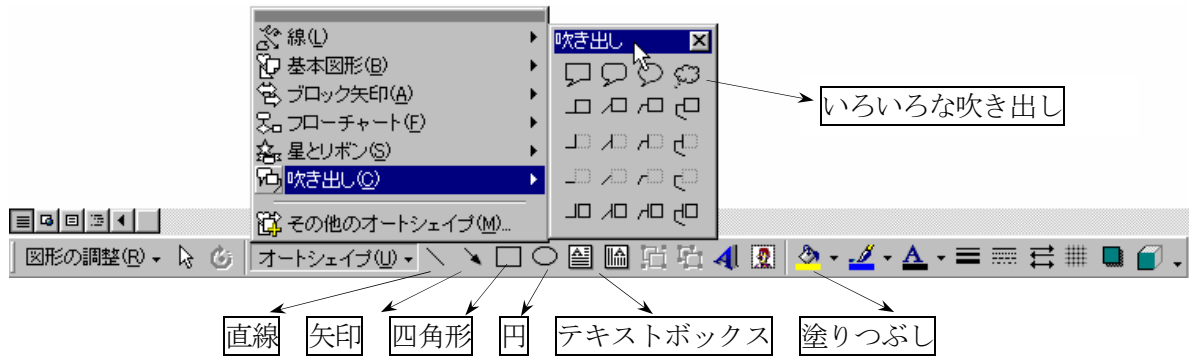 線(L)
基本図形(B)
ブロック矢印(A)
フローチャート(F)
星とリボン(S)
吹き出し(C)
その他のオートシェイプ(M)...
吹き出し
いろいろな吹き出し
図形の調整(R)
オートシェイプ(U)
直線
矢印
四角形
円
テキストボックス
塗りつぶし